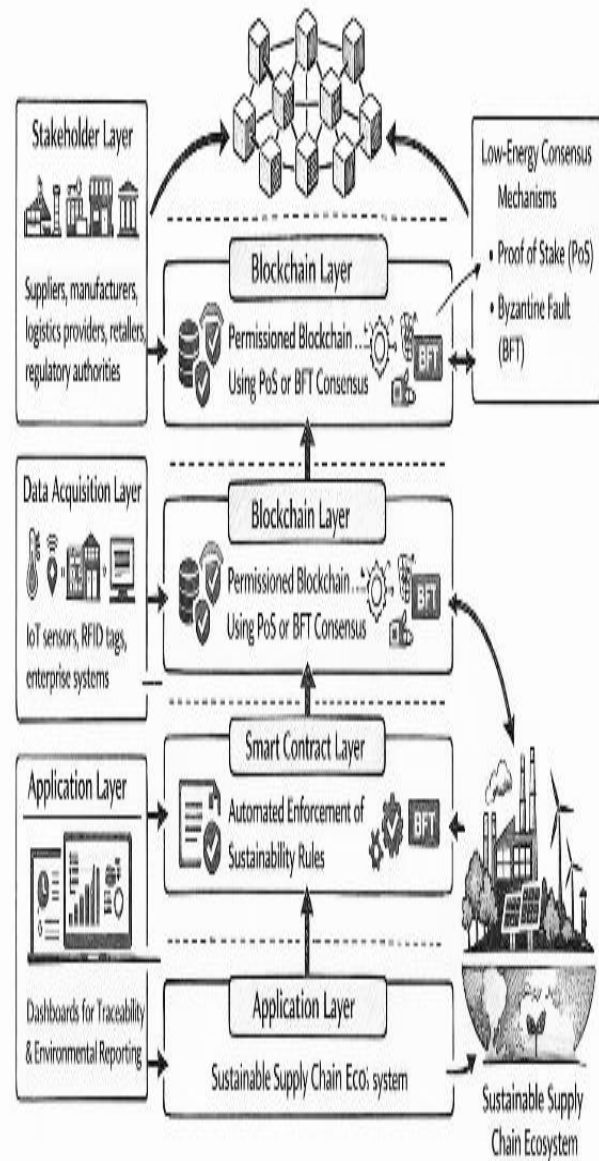 Stakeholder Layer
Suppliers, manufacturers,
logistics providers, retailers,
regulatory authorities
Low-Energy Consensus
Mechanisms
• Proof of Stake (PoS)
• Byzantine Fault
(BFT)
Blockchain Layer
Permissioned Blockchain ...
Using PoS or BFT Consensus
BFT
Data Acquisition Layer
IoT sensors, RFID tags,
enterprise systems
Blockchain Layer
Permissioned Blockchain ...
Using PoS or BFT Consensus
BFT
Smart Contract Layer
Automated Enforcement of
Sustainability Rules
BFT
Application Layer
Dashboards for Traceability
& Environmental Reporting
Application Layer
Sustainable Supply Chain Eco: system
Sustainable Supply
Chain Ecosystem